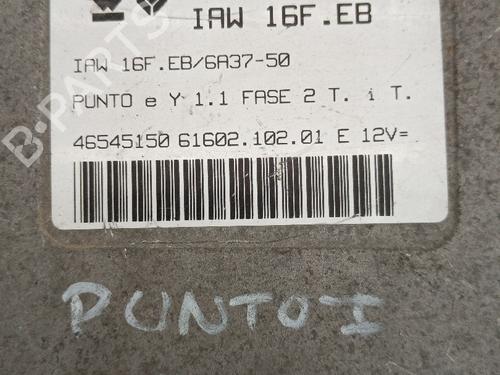 IAW 16F.EB
IAW 16F.EB/6A37-50
PUNTO e Y 1.1 FASE 2 T. i T.
46545150 61602.102.01 E 12V=
PUNTO I
B-PARTS